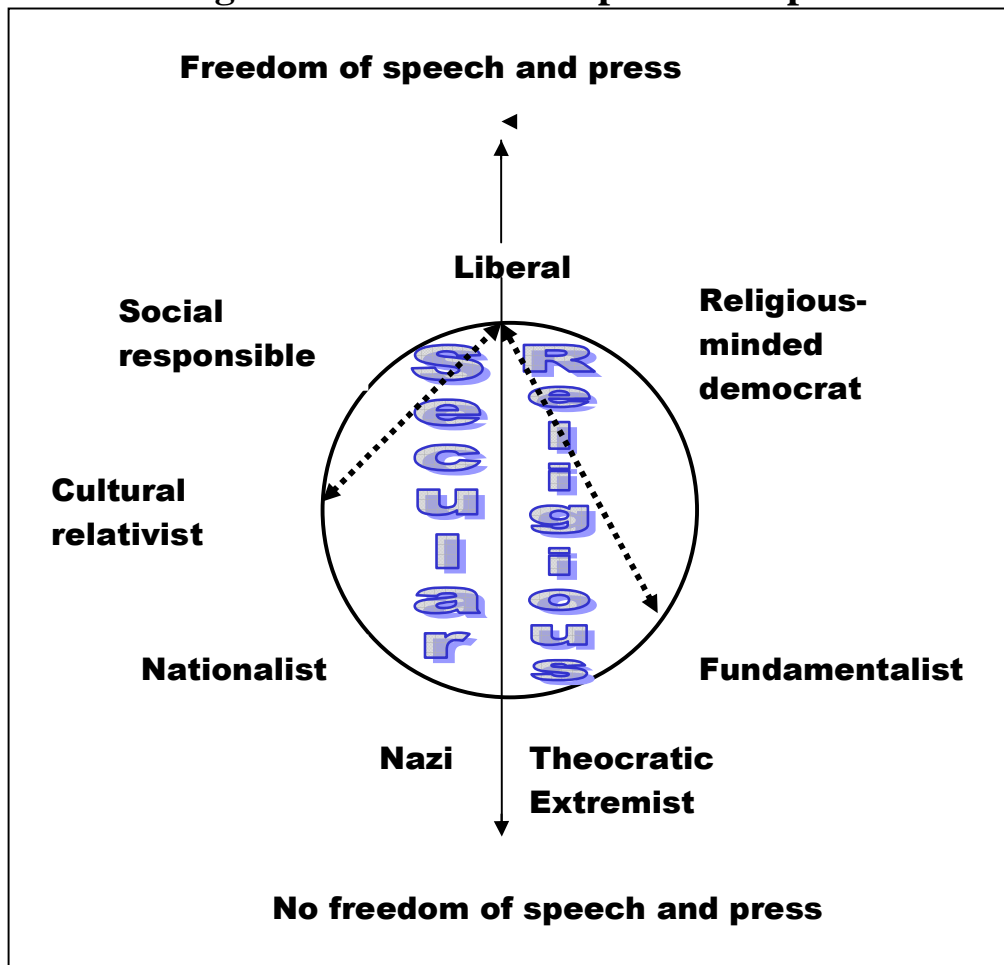 Freedom of speech and press
Liberal
Social
responsible
Religious-
minded
democrat
Secular
Religious
Cultural
relativist
Nationalist
Fundamentalist
Nazi
Theocratic
Extremist
No freedom of speech and press